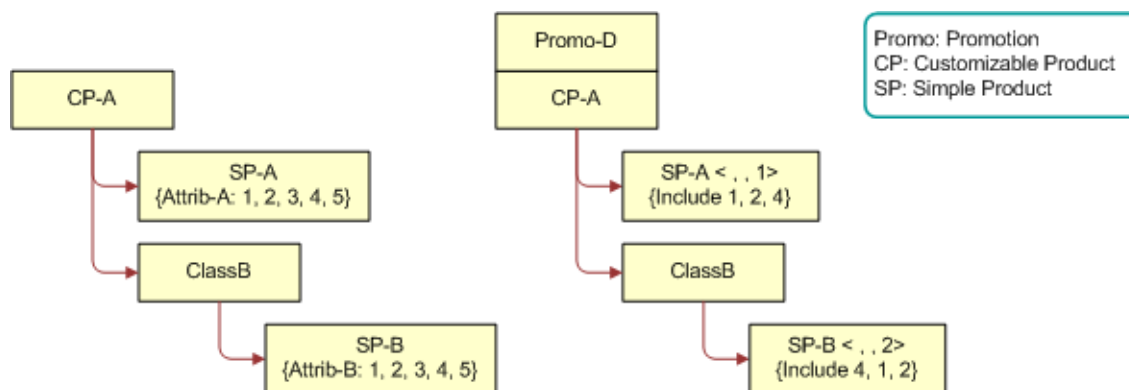 CP-A
SP-A
{Attrib-A: 1, 2, 3, 4, 5}
ClassB
SP-B
{Attrib-B: 1, 2, 3, 4, 5}
Promo-D
CP-A
SP-A < , , 1>
{Include 1, 2, 4}
ClassB
SP-B < , , 2>
{Include 4, 1, 2}
Promo: Promotion
CP: Customizable Product
SP: Simple Product